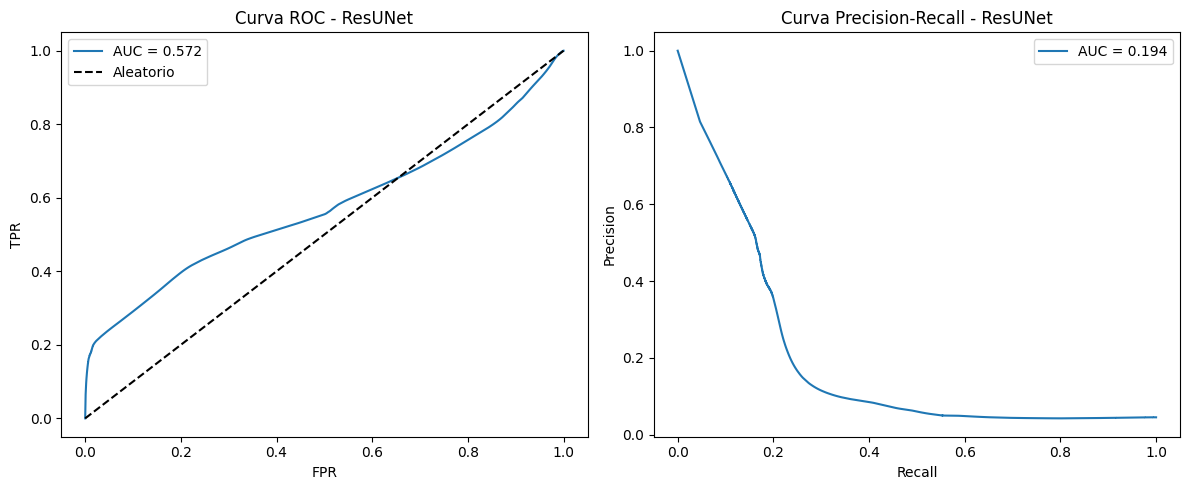 Curva ROC - ResUNet
AUC = 0.572
Aleatorio
1.0
0.8
0.6
0.4
0.2
0.0
TPR
0.0 0.2 0.4 0.6 0.8 1.0
FPR
Curva Precision-Recall - ResUNet
AUC = 0.194
1.0
0.8
0.6
0.4
0.2
0.0
Precision
0.0 0.2 0.4 0.6 0.8 1.0
Recall